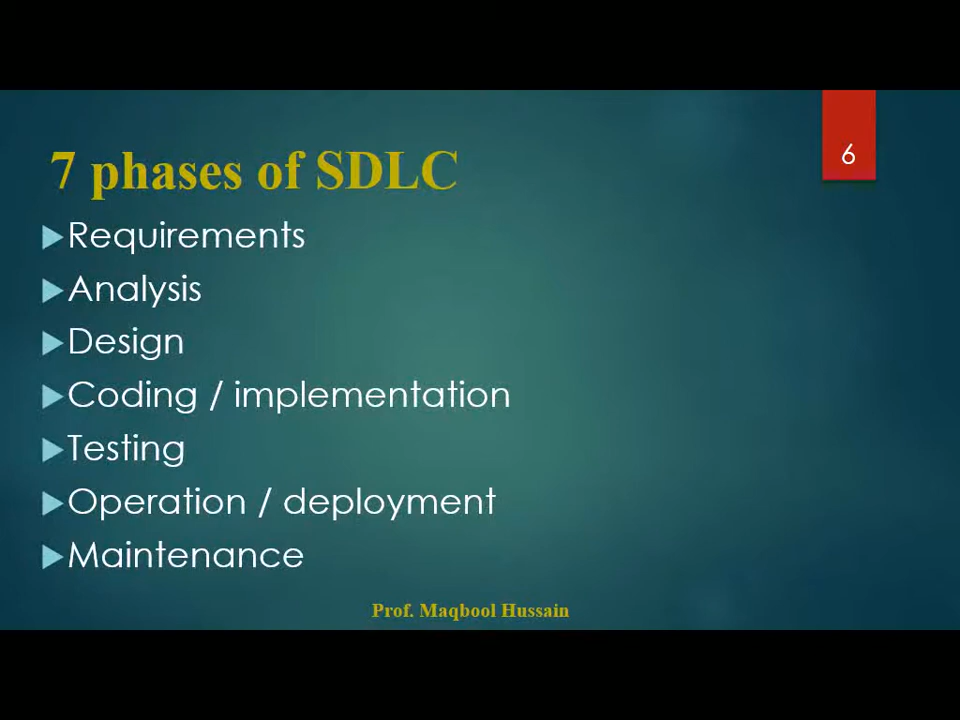 7 phases of SDLC
6
Requirements
Analysis
Design
Coding / implementation
Testing
Operation / deployment
Maintenance
Prof. Maqbool Hussain